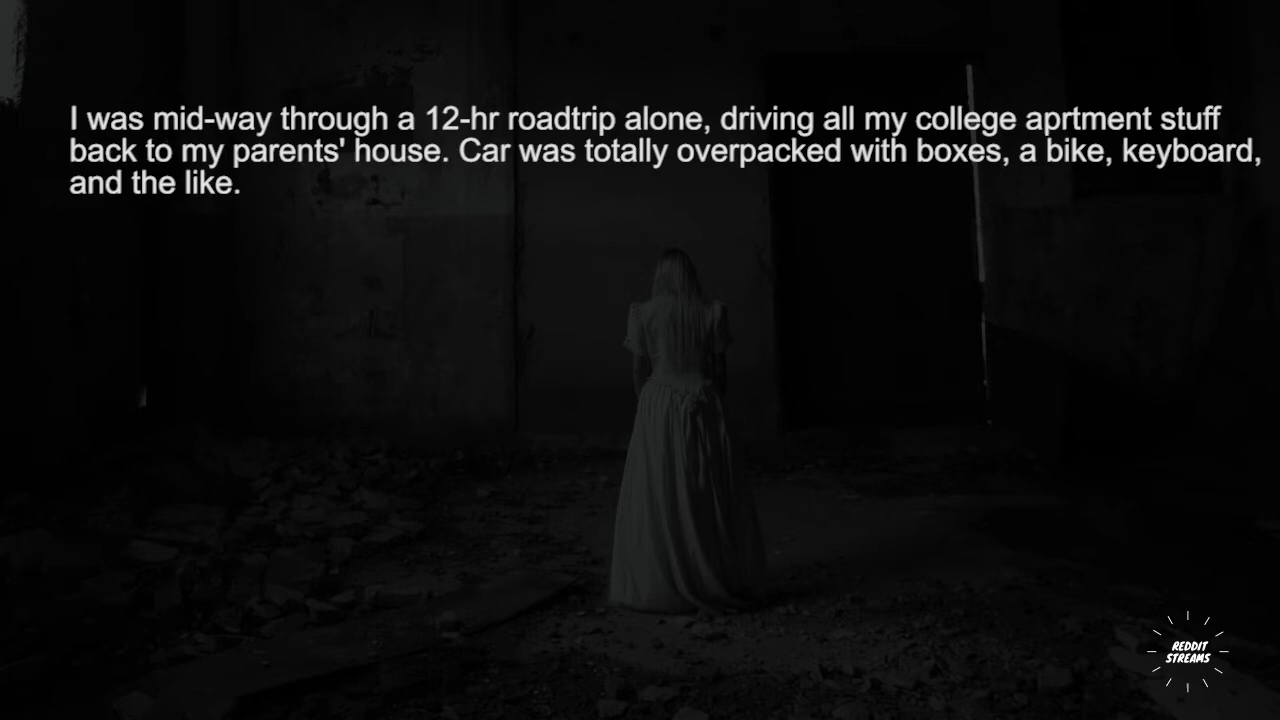 I was mid-way through a 12-hr roadtrip alone, driving all my college aprtment stuff
back to my parents' house. Car was totally overpacked with boxes, a bike, keyboard,
and the like.
REDDIT
STREAMS